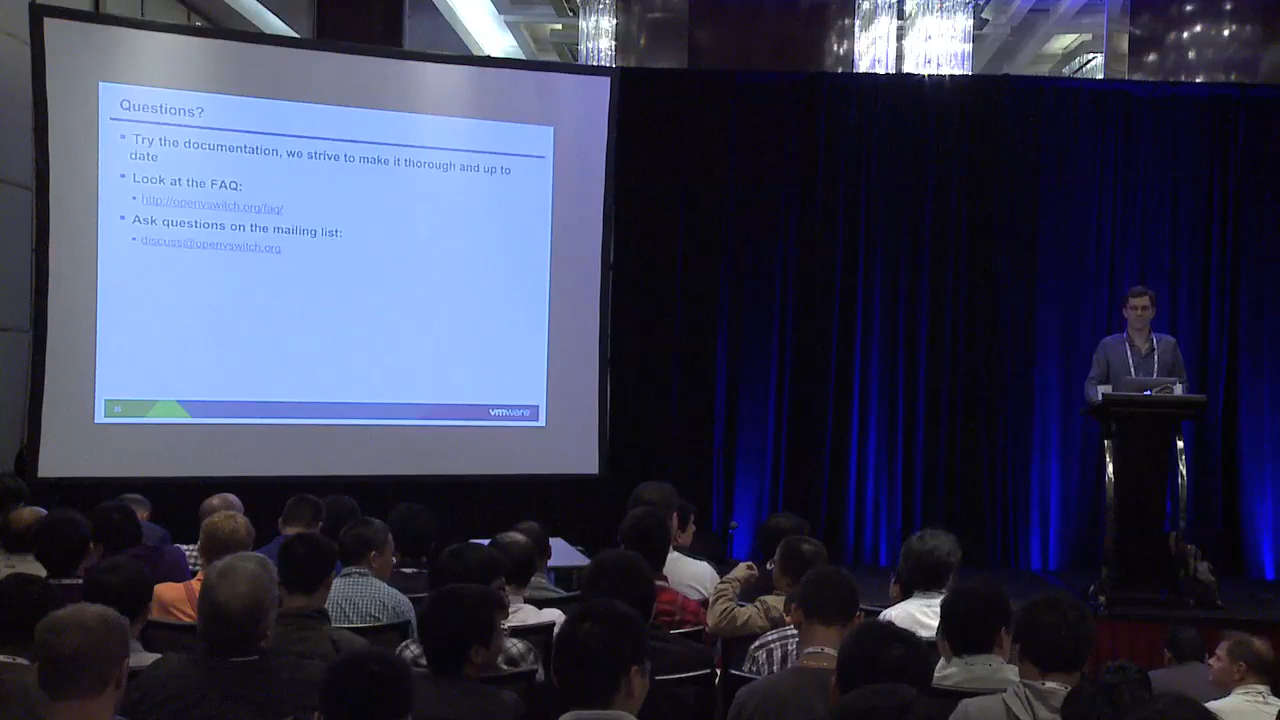 Questions?
Try the documentation, we strive to make it thorough and up to
date
Look at the FAQ:
http://openvswitch.org/faq/
Ask questions on the mailing list:
discuss@openvswitch.org
vmware